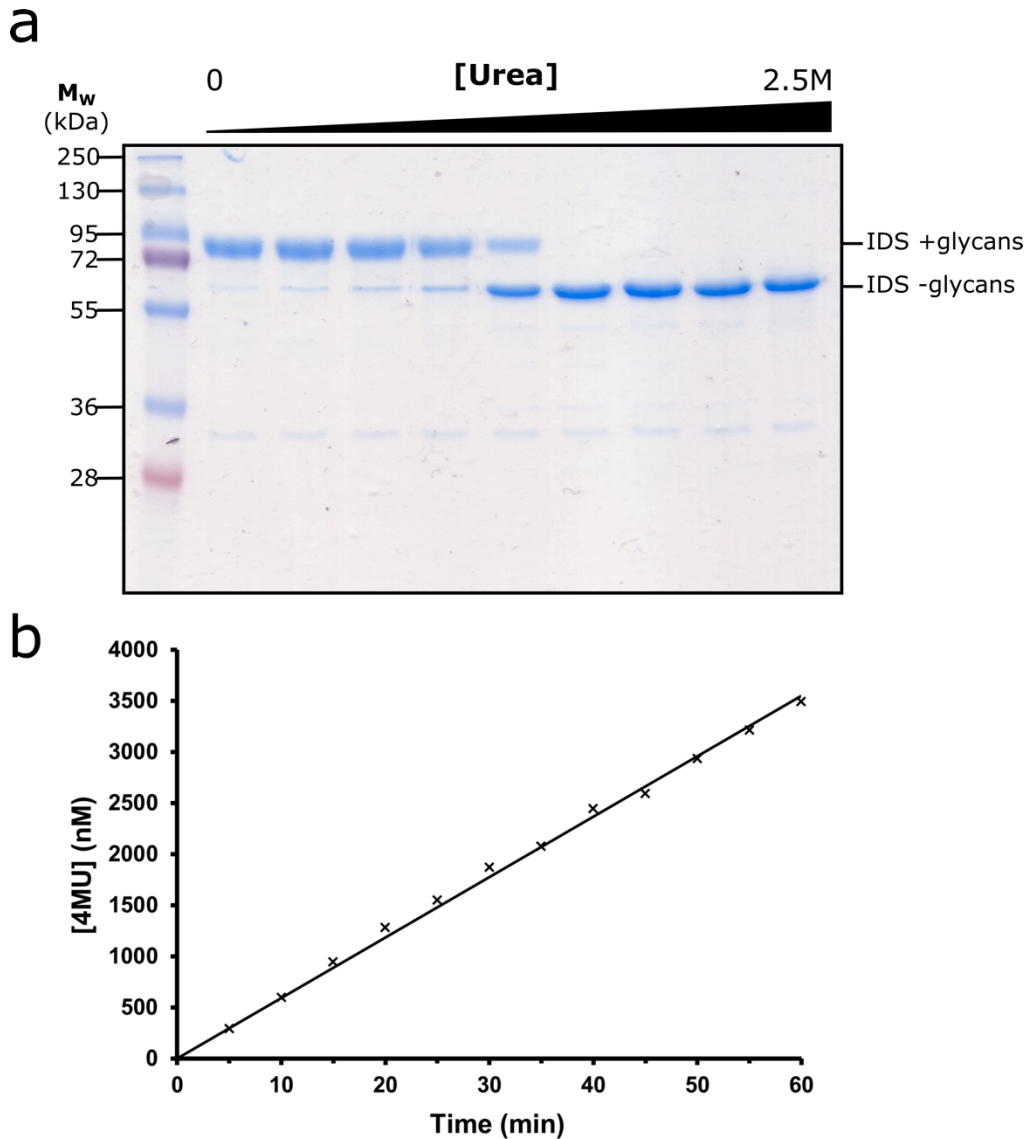 a
0 [Urea] 2.5M
Mw
(kDa)
250
130
95
72
55
36
28
IDS +glycans
IDS -glycans
b
4000
3500
3000
2500
2000
1500
1000
500
0
[4MU] (nM)
0 10 20 30 40 50 60
Time (min)